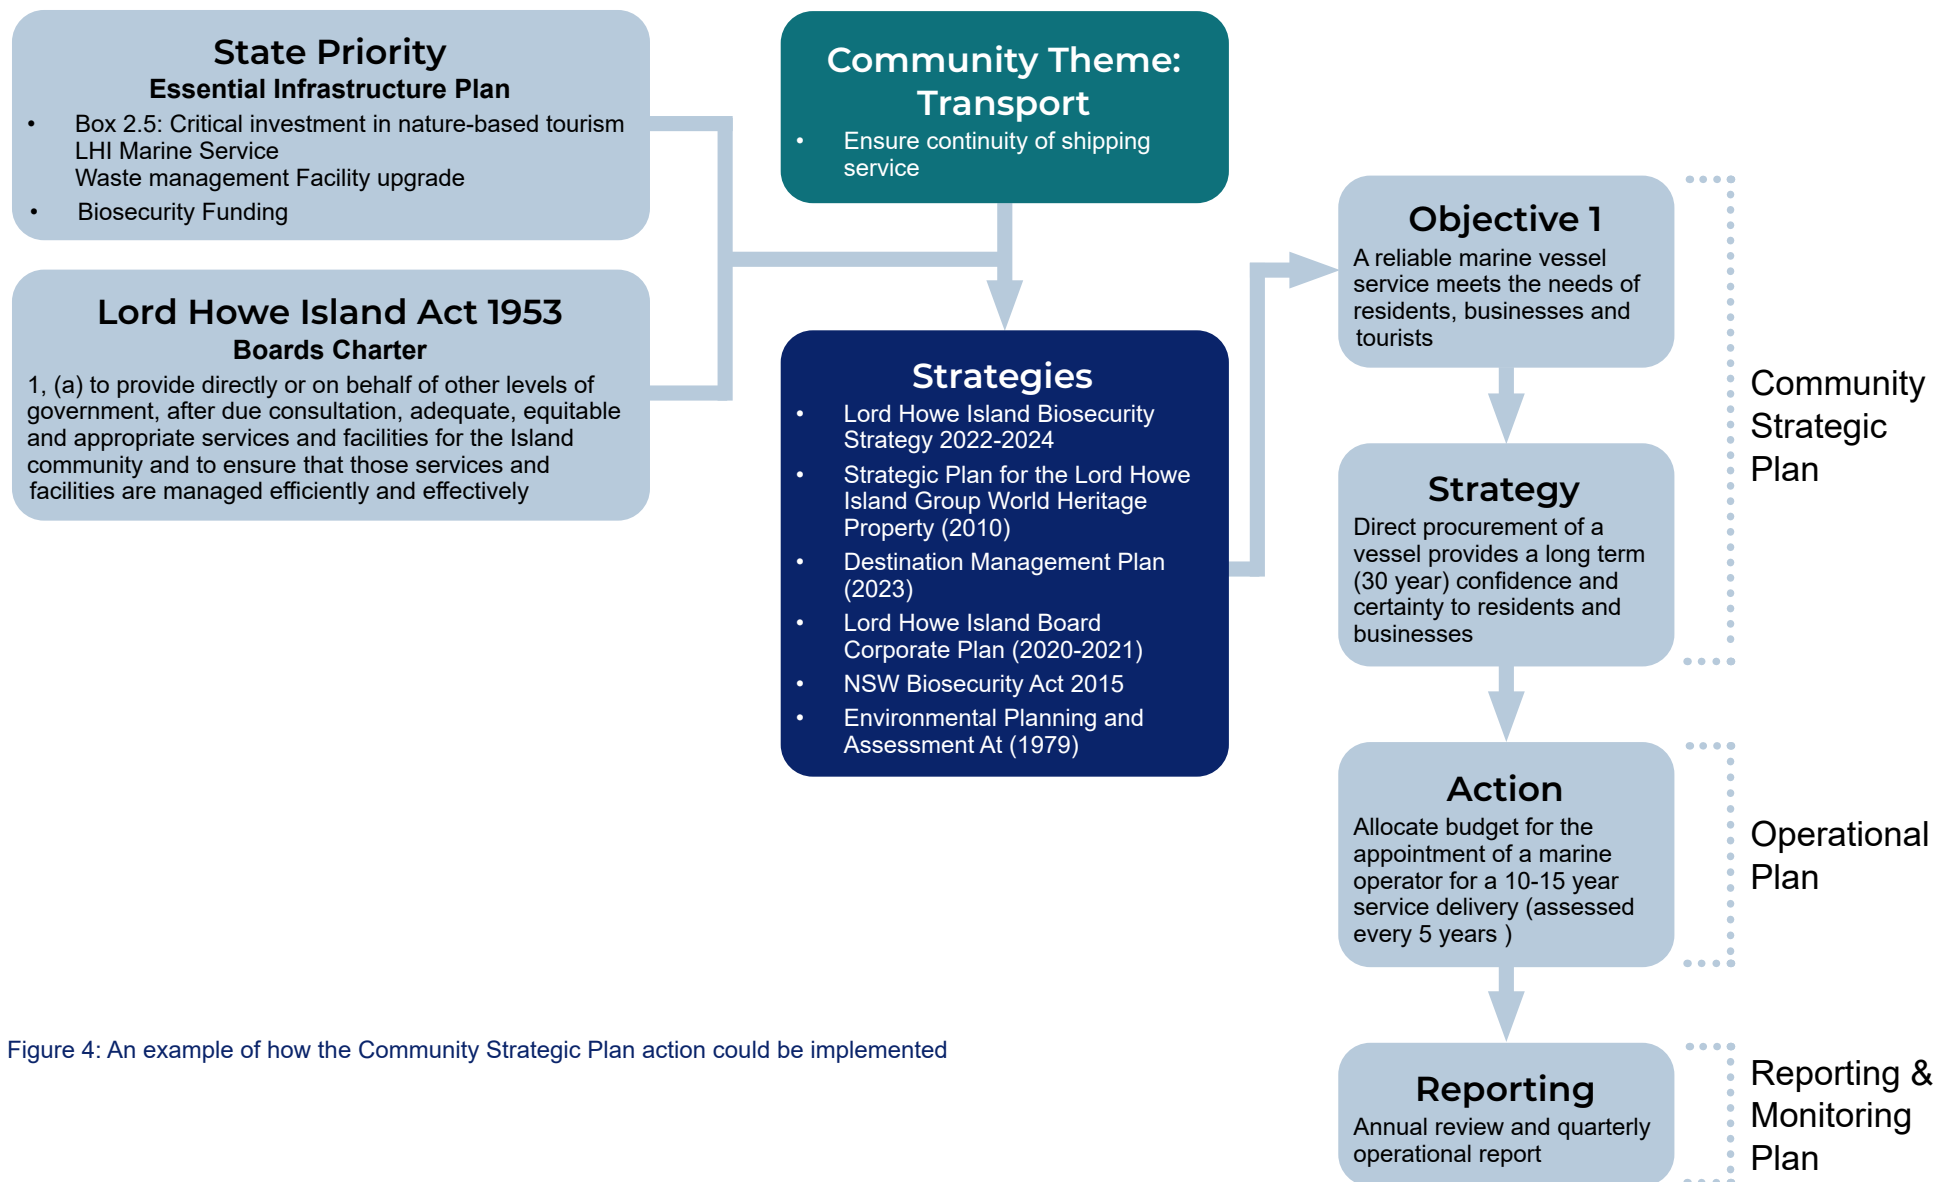 State Priority
Essential Infrastructure Plan
• Box 2.5: Critical investment in nature-based tourism
LHI Marine Service
Waste management Facility upgrade
• Biosecurity Funding
Lord Howe Island Act 1953
Boards Charter
1, (a) to provide directly or on behalf of other levels of
government, after due consultation, adequate, equitable
and appropriate services and facilities for the Island
community and to ensure that those services and
facilities are managed efficiently and effectively
Community Theme:
Transport
• Ensure continuity of shipping
service
Strategies
• Lord Howe Island Biosecurity
Strategy 2022-2024
• Strategic Plan for the Lord Howe
Island Group World Heritage
Property (2010)
• Destination Management Plan
(2023)
• Lord Howe Island Board
Corporate Plan (2020-2021)
• NSW Biosecurity Act 2015
• Environmental Planning and
Assessment At (1979)
Objective 1
A reliable marine vessel
service meets the needs of
residents, businesses and
tourists
Strategy
Direct procurement of a
vessel provides a long term
(30 year) confidence and
certainty to residents and
businesses
Community
Strategic
Plan
Action
Allocate budget for the
appointment of a marine
operator for a 10-15 year
service delivery (assessed
every 5 years )
Operational
Plan
Reporting
Annual review and quarterly
operational report
Reporting &
Monitoring
Plan
Figure 4: An example of how the Community Strategic Plan action could be implemented